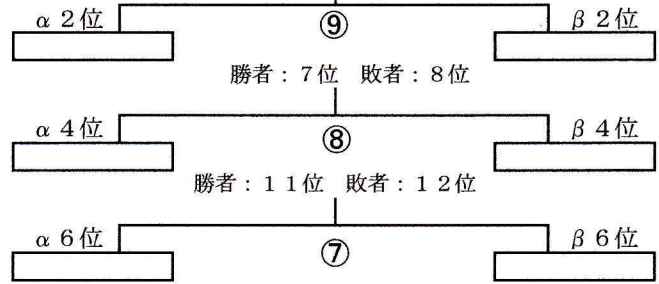 α２位 ⑨ β２位
勝者：７位　敗者：８位
α４位 ⑧ β４位
勝者：１１位　敗者：１２位
α６位 ⑦ β６位